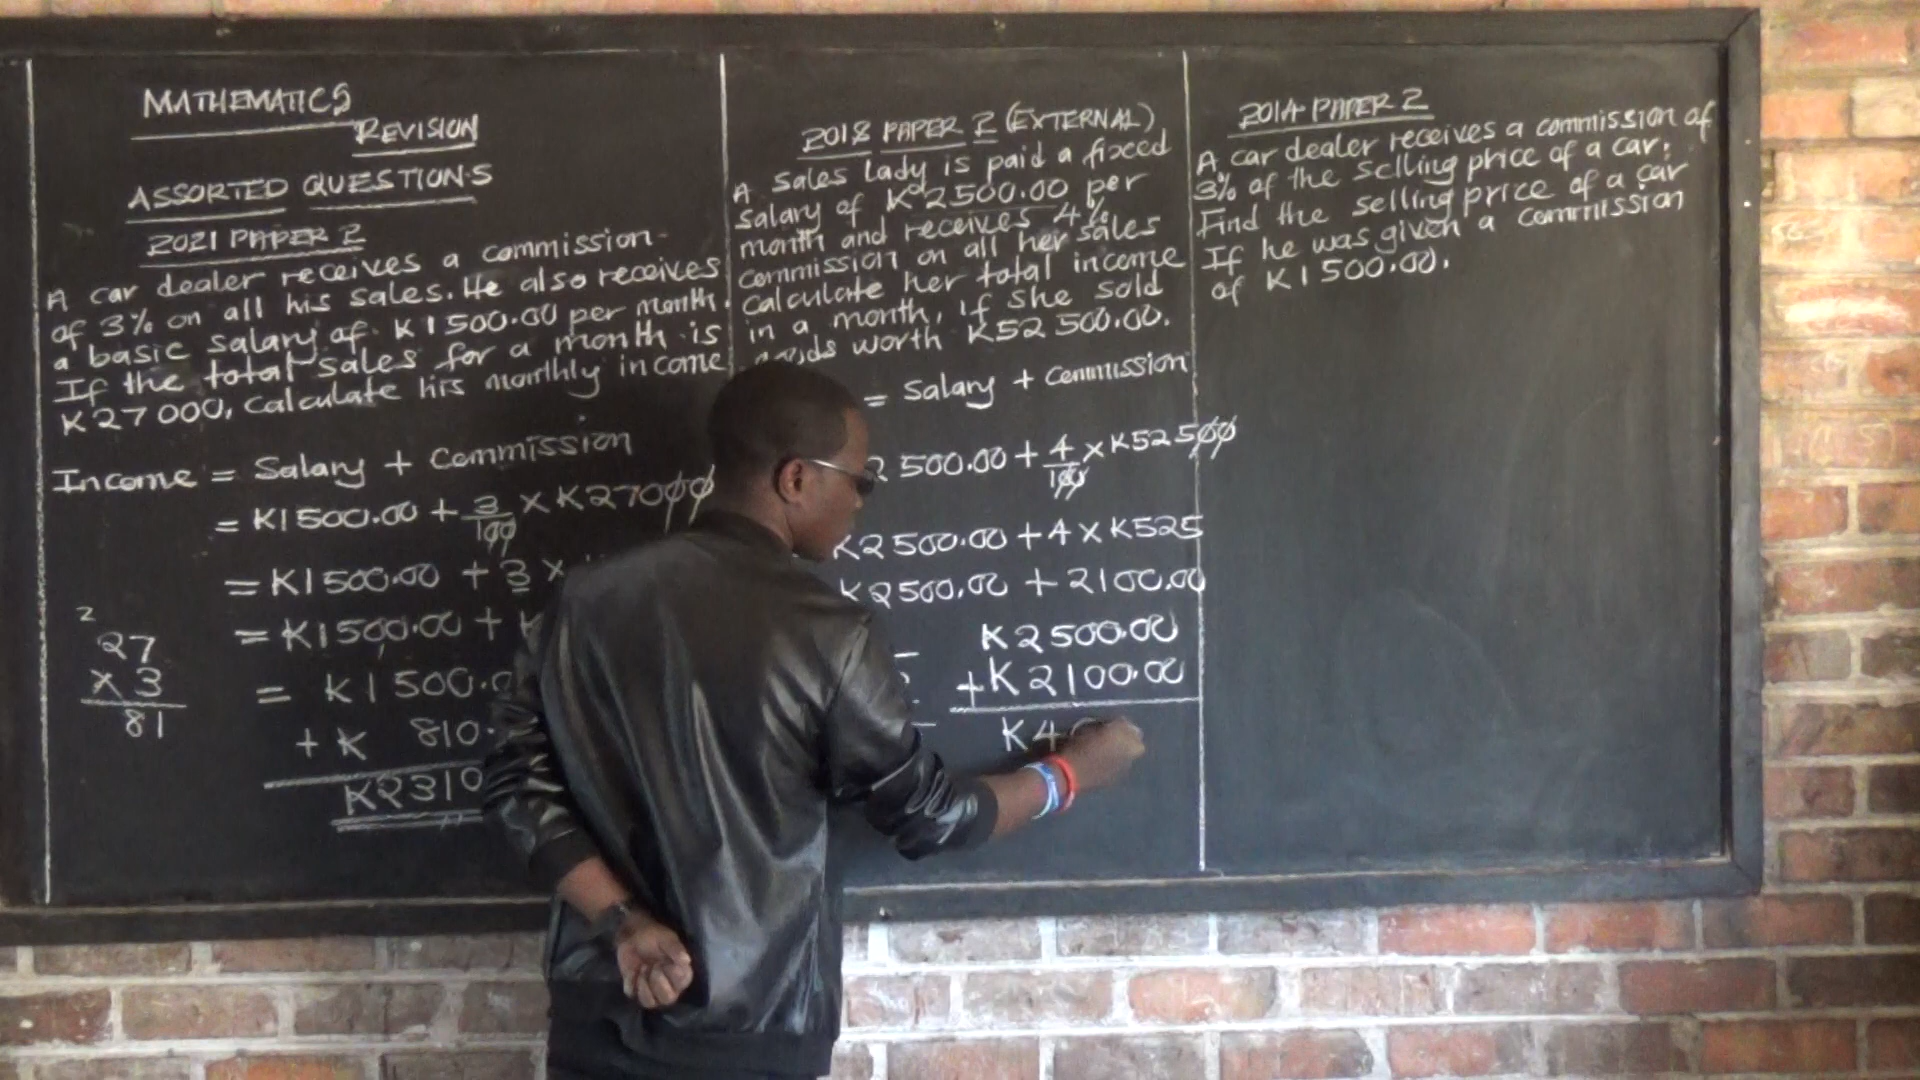 MATHEMATICS
REVISION
ASSORTED QUESTIONS
2021 PAPER 2
A car dealer receives a commission
of 3% on all his sales. He also receives
a basic salary of K1500.00 per month.
If the total sales for a month is
K27000, Calculate his monthly income
Income = Salary + Commission
= K1500.00 + 3/100 × K27000
= K1500.00 + 3 ×
= K1500.00 +
= K1500.
+ K 810.
K2310
2
27
× 3
81
2018 PAPER 2 (EXTERNAL)
A sales lady is paid a fixed
salary of K2500.00 per
month and receives 4%
commission on all her sales
Calculate her total income
in a month, if she sold
goods worth K52500.00.
= Salary + Commission
2500.00 + 4/100 × K52500
K2500.00 + 4 × K525
K2500.00 + 2100.00
K2500.00
+ K2100.00
K4
2014 PAPER 2
A car dealer receives a commission of
3% of the selling price of a car.
Find the selling price of a car
If he was given a commission
of K1500.00.